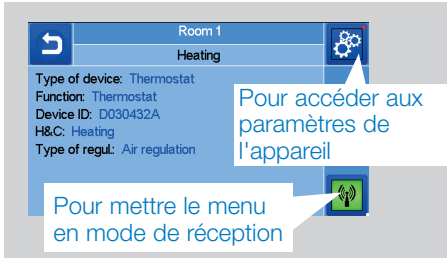 Room 1
Heating
Type of device: Thermostat
Function: Thermostat
Device ID: D030432A
H&C: Heating
Type of regul.: Air regulation
Pour accéder aux
paramètres de
l'appareil
Pour mettre le menu
en mode de réception